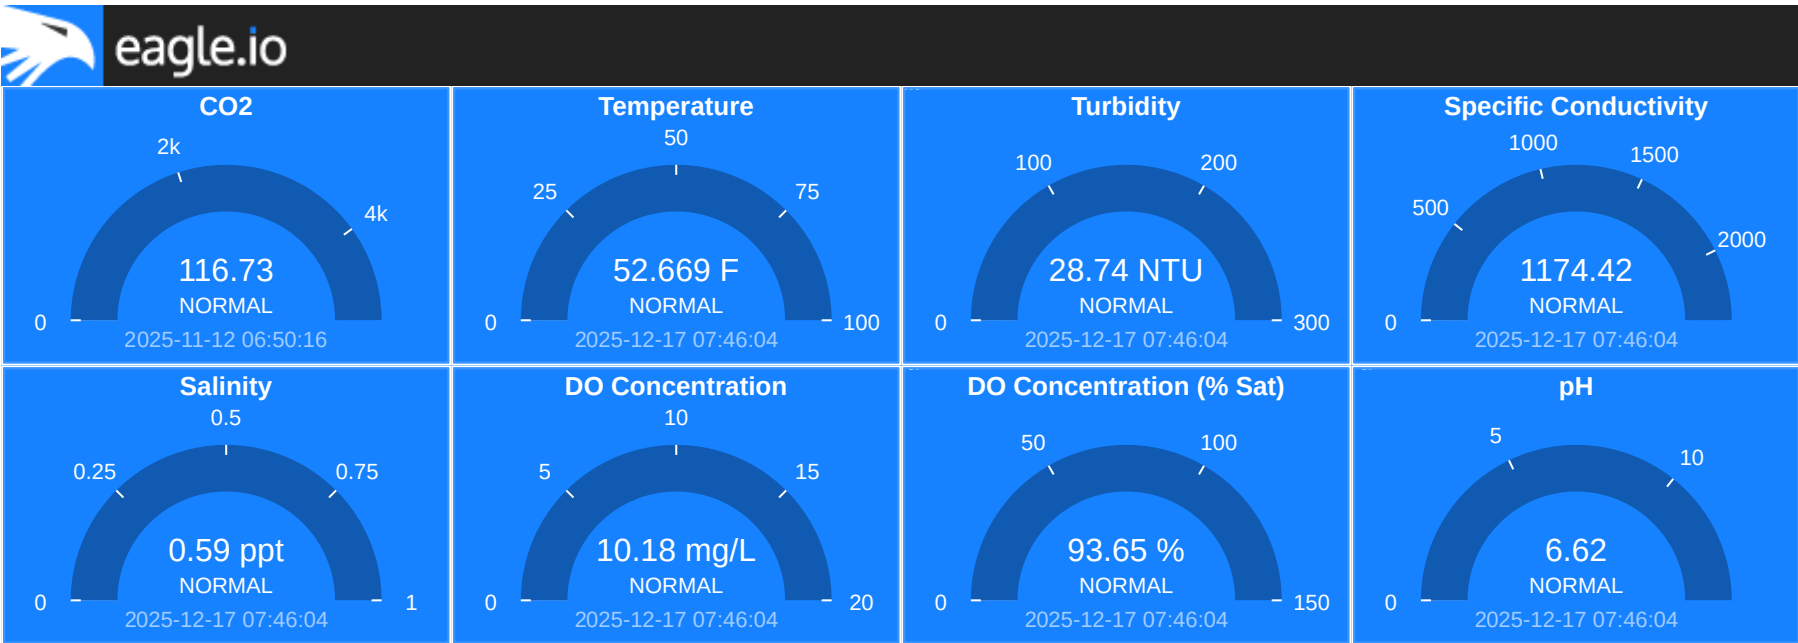 eagle.io
CO2
2k
4k
0
116.73
NORMAL
2025-11-12 06:50:16
Temperature
50
25
75
0
100
52.669 F
NORMAL
2025-12-17 07:46:04
Turbidity
100
200
0
300
28.74 NTU
NORMAL
2025-12-17 07:46:04
Specific Conductivity
1000
1500
500
2000
0
1174.42
NORMAL
2025-12-17 07:46:04
Salinity
0.5
0.25
0.75
0
1
0.59 ppt
NORMAL
2025-12-17 07:46:04
DO Concentration
10
5
15
0
20
10.18 mg/L
NORMAL
2025-12-17 07:46:04
DO Concentration (% Sat)
50
100
0
150
93.65 %
NORMAL
2025-12-17 07:46:04
pH
5
10
0
6.62
NORMAL
2025-12-17 07:46:04